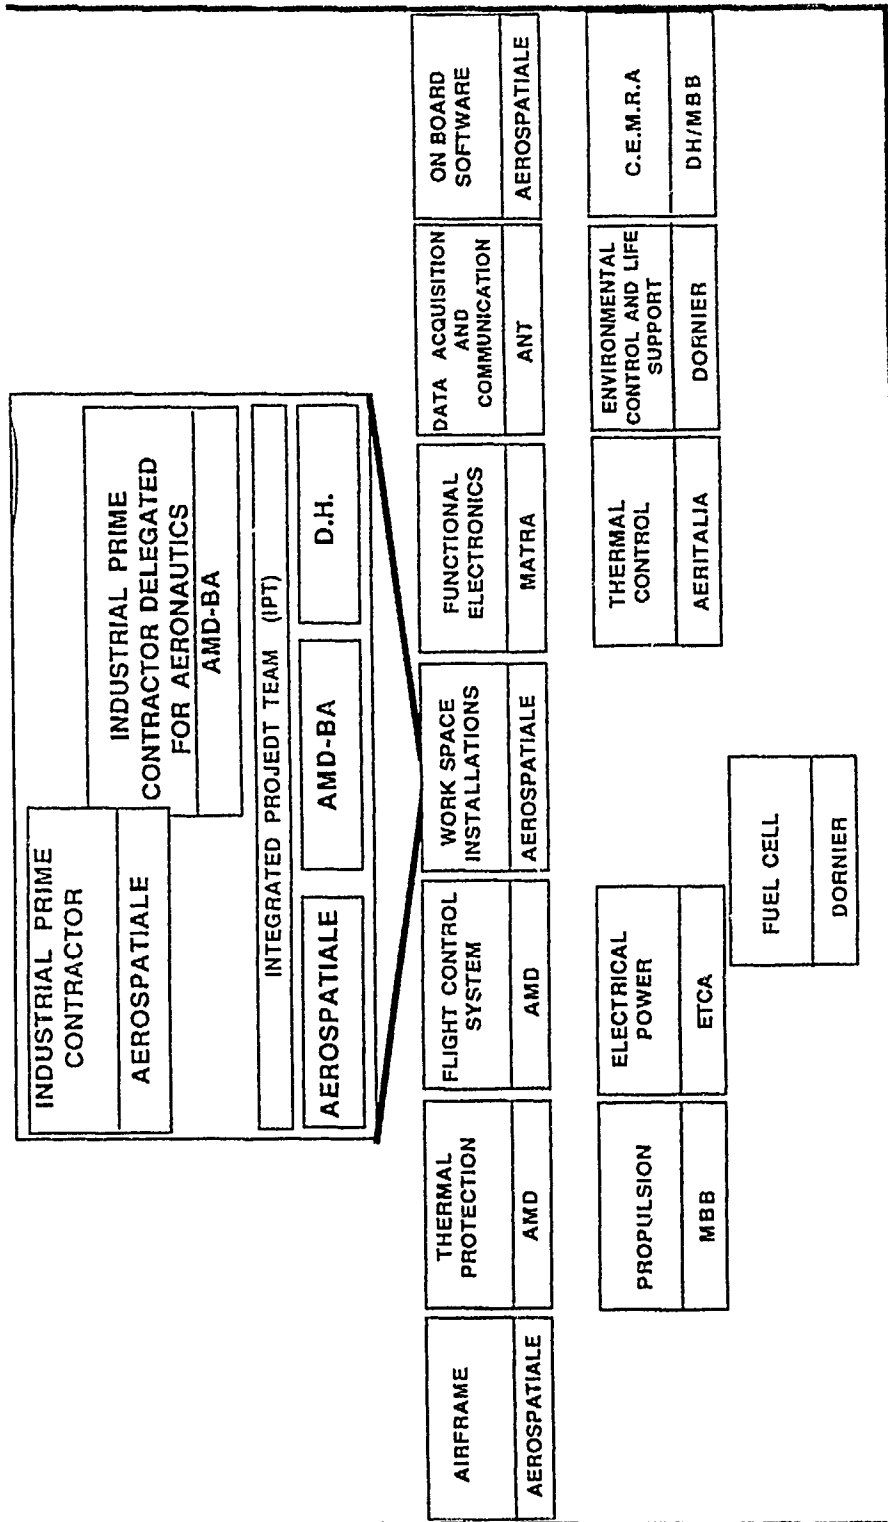 INDUSTRIAL PRIME
CONTRACTOR
AEROSPATIALE
INDUSTRIAL PRIME
CONTRACTOR DELEGATED
FOR AERONAUTICS
AMD-BA
INTEGRATED PROJEDT TEAM (IPT)
AEROSPATIALE
AMD-BA
D.H.
AIRFRAME
AEROSPATIALE
THERMAL
PROTECTION
AMD
FLIGHT CONTROL
SYSTEM
AMD
WORK SPACE
INSTALLATIONS
AEROSPATIALE
FUNCTIONAL
ELECTRONICS
MATRA
DATA ACQUISITION
AND
COMMUNICATION
ANT
ON BOARD
SOFTWARE
AEROSPATIALE
PROPULSION
MBB
ELECTRICAL
POWER
ETCA
THERMAL
CONTROL
AERITALIA
ENVIRONMENTAL
CONTROL AND LIFE
SUPPORT
DORNIER
C.E.M.R.A
DH/MBB
FUEL CELL
DORNIER